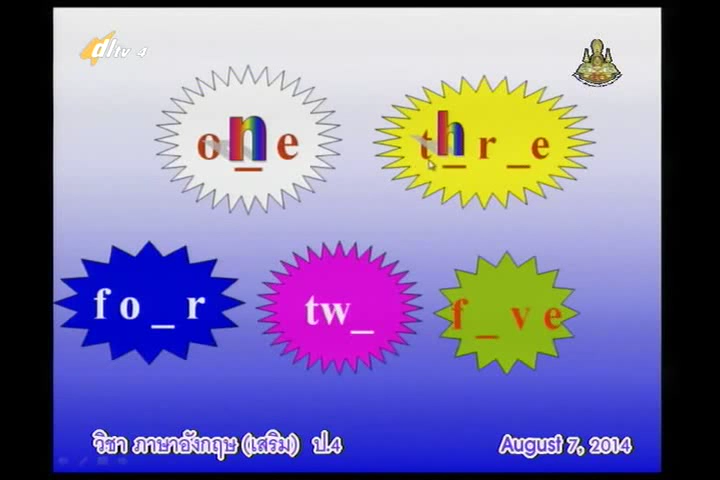 dltv 4
one
thr_e
fo_r
tw_
f_ve
วิชา ภาษาอังกฤษ (เสริม) ป.4
August 7, 2014